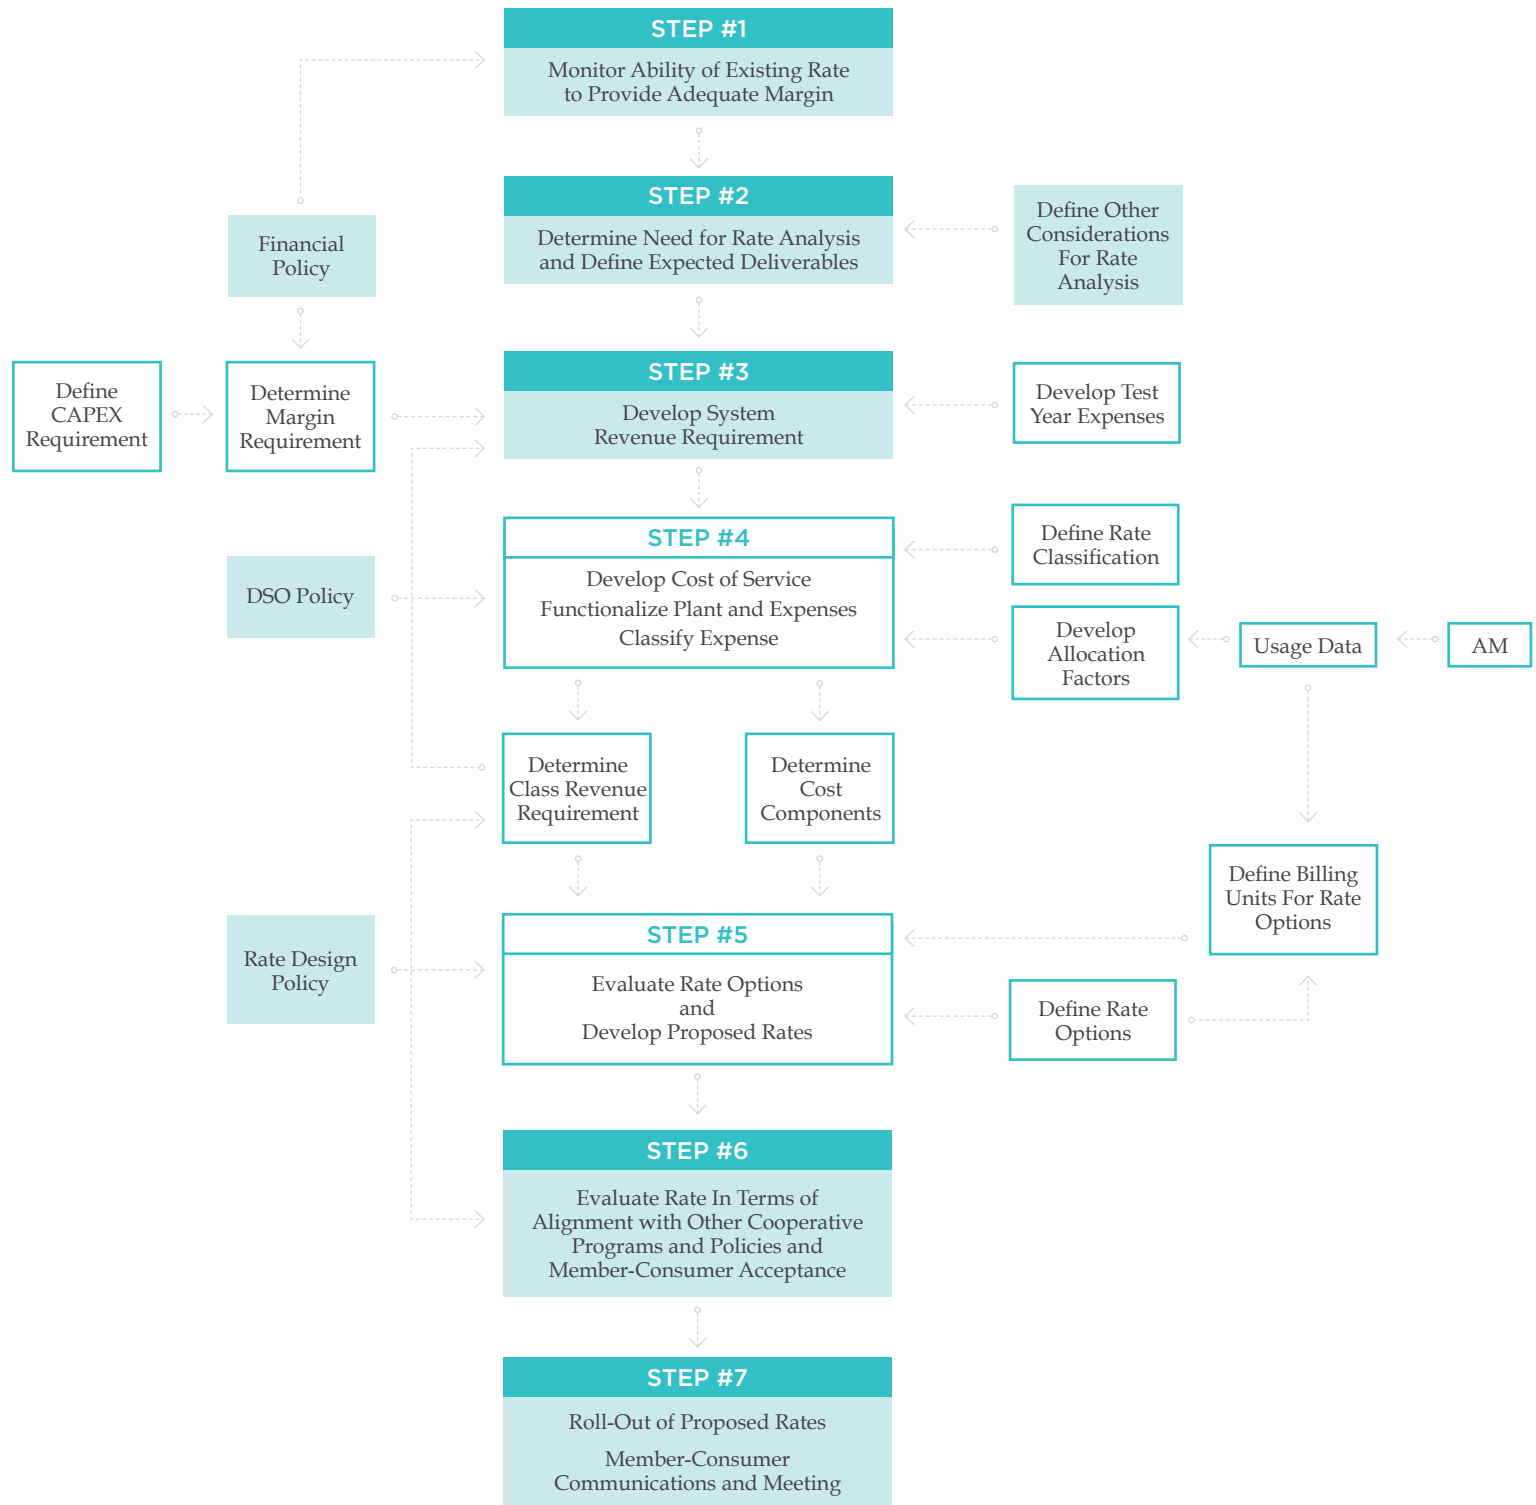 STEP #1
Monitor Ability of Existing Rate
to Provide Adequate Margin
STEP #2
Determine Need for Rate Analysis
and Define Expected Deliverables
Define Other
Considerations
For Rate
Analysis
Financial
Policy
Define
CAPEX
Requirement
Determine
Margin
Requirement
STEP #3
Develop System
Revenue Requirement
Develop Test
Year Expenses
DSO Policy
STEP #4
Develop Cost of Service
Functionalize Plant and Expenses
Classify Expense
Define Rate
Classification
Develop
Allocation
Factors
Usage Data
AM
Determine
Class Revenue
Requirement
Determine
Cost
Components
Define Billing
Units For Rate
Options
Rate Design
Policy
STEP #5
Evaluate Rate Options
and
Develop Proposed Rates
Define Rate
Options
STEP #6
Evaluate Rate In Terms of
Alignment with Other Cooperative
Programs and Policies and
Member-Consumer Acceptance
STEP #7
Roll-Out of Proposed Rates
Member-Consumer
Communications and Meeting